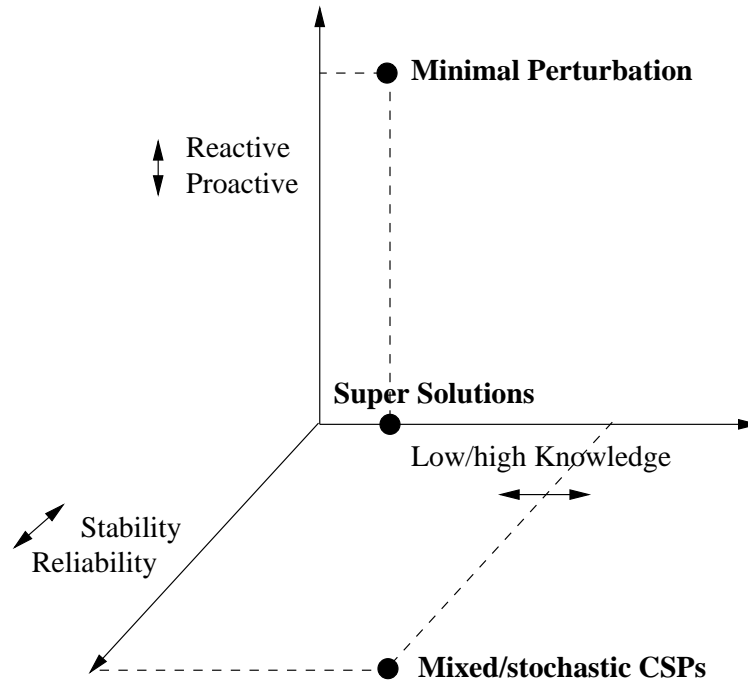 Minimal Perturbation
Reactive
Proactive
Super Solutions
Low/high Knowledge
Stability
Reliability
Mixed/stochastic CSPs